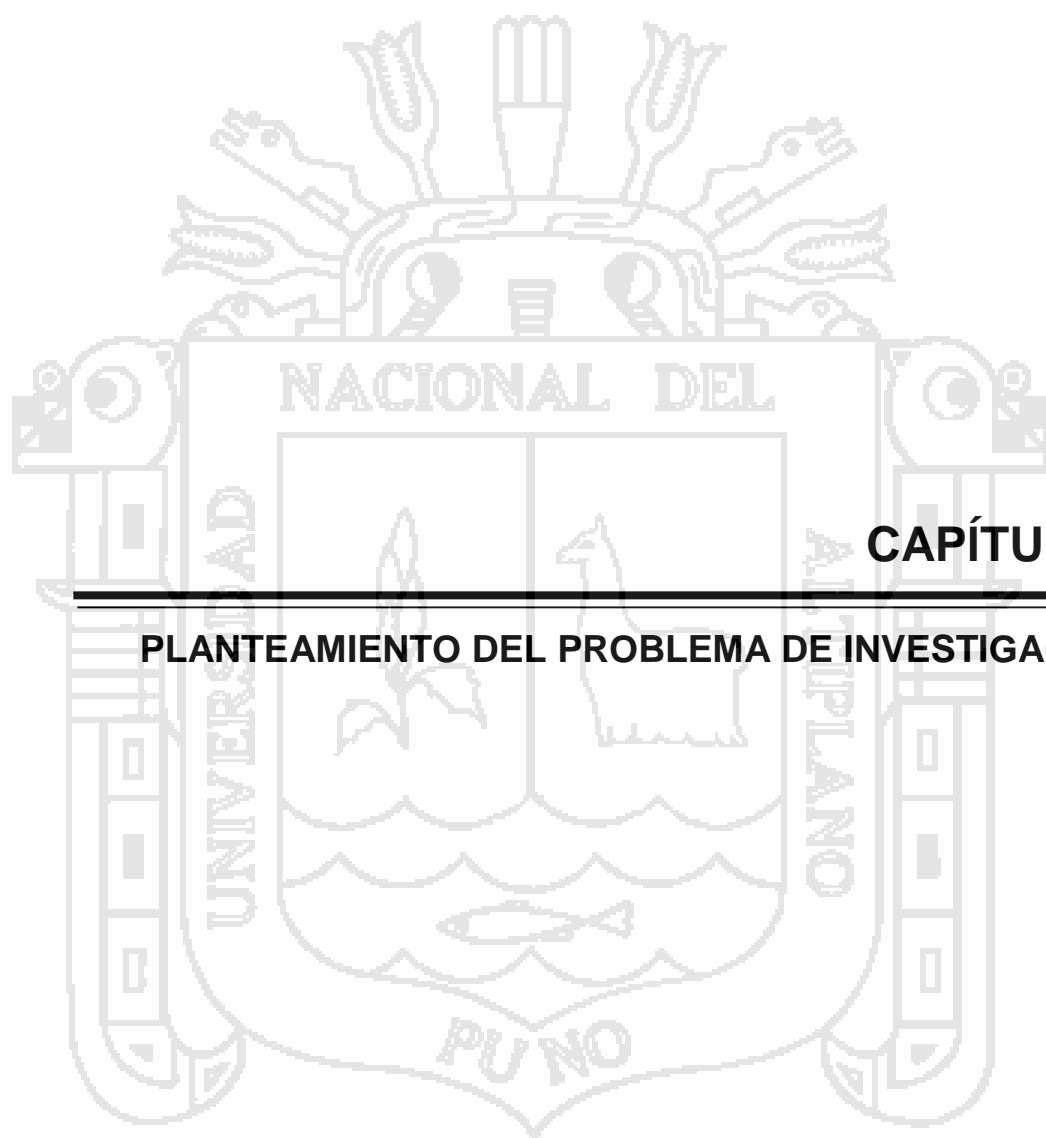 NACIONAL DEL
UNIVERSIDAD
ALTIPLANO
CAPÍTU
PLANTEAMIENTO DEL PROBLEMA DE INVESTIGA
PUNO